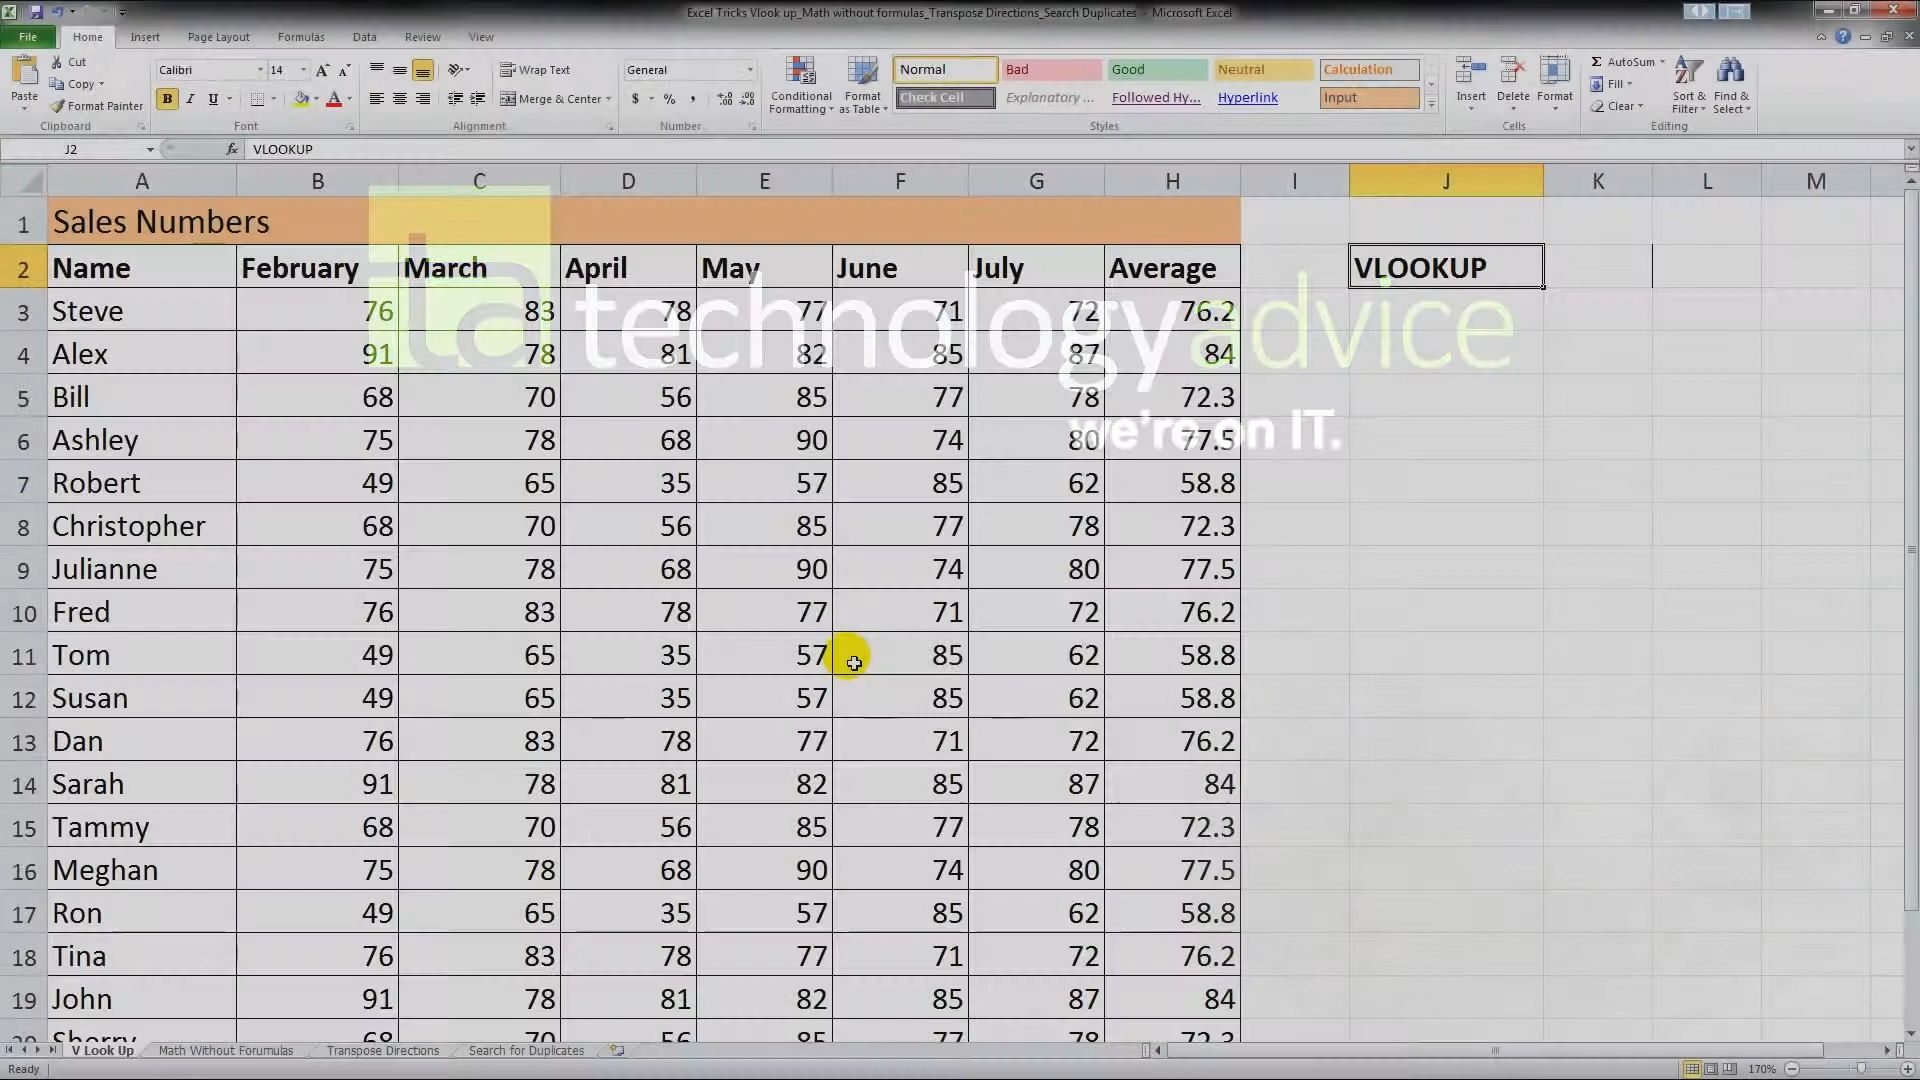 Excel Tricks Vlook up_Math without formulas_Transpose Directions_Search Duplicates - Microsoft Excel
File Home Insert Page Layout Formulas Data Review View
Paste Cut Copy Format Painter
Calibri 14
B I U
Wrap Text
Merge & Center
General
$ % ,
Conditional Formatting
Format as Table
Normal Bad Good Neutral Calculation
Check Cell Explanatory ... Followed Hy... Hyperlink Input
Insert Delete Format
AutoSum
Fill
Clear
Sort & Filter
Find & Select
Clipboard Font Alignment Number Styles Cells Editing
J2 fx VLOOKUP
A B C D E F G H I J K L M
1 Sales Numbers
2 Name February March April May June July Average VLOOKUP
3 Steve 76 83 78 77 71 72 76.2
4 Alex 91 78 81 82 85 87 84
5 Bill 68 70 56 85 77 78 72.3
6 Ashley 75 78 68 90 74 80 77.5
7 Robert 49 65 35 57 85 62 58.8
8 Christopher 68 70 56 85 77 78 72.3
9 Julianne 75 78 68 90 74 80 77.5
10 Fred 76 83 78 77 71 72 76.2
11 Tom 49 65 35 57 85 62 58.8
12 Susan 49 65 35 57 85 62 58.8
13 Dan 76 83 78 77 71 72 76.2
14 Sarah 91 78 81 82 85 87 84
15 Tammy 68 70 56 85 77 78 72.3
16 Meghan 75 78 68 90 74 80 77.5
17 Ron 49 65 35 57 85 62 58.8
18 Tina 76 83 78 77 71 72 76.2
19 John 91 78 81 82 85 87 84
20 Sherry 68 70 56 85 77 78 72.3
ta technologyadvice
we're on IT.
V Look Up Math Without Forumulas Transpose Directions Search for Duplicates
Ready 170%